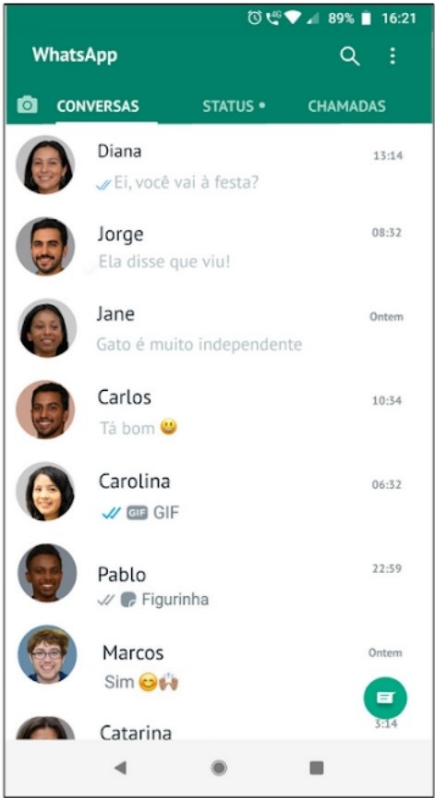 4G 89% 16:21
WhatsApp
CONVERSAS STATUS • CHAMADAS
Diana 13:14
Ei, você vai à festa?
Jorge 08:32
Ela disse que viu!
Jane Ontem
Gato é muito independente
Carlos 10:34
Tá bom 😃
Carolina 06:32
GIF GIF
Pablo 22:59
Figurinha
Marcos Ontem
Sim 😊🙌🏽
Catarina 3:14